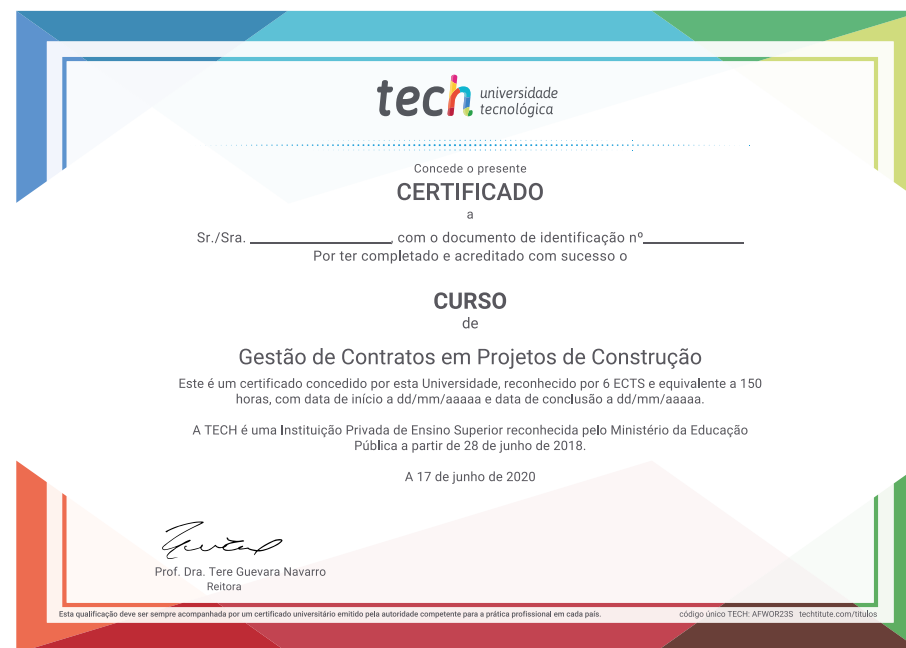 tech universidade
tecnológica
Concede o presente
CERTIFICADO
a
Sr./Sra. , com o documento de identificação nº
Por ter completado e acreditado com sucesso o
CURSO
de
Gestão de Contratos em Projetos de Construção
Este é um certificado concedido por esta Universidade, reconhecido por 6 ECTS e equivalente a 150
horas, com data de início a dd/mm/aaaaa e data de conclusão a dd/mm/aaaaa.
A TECH é uma Instituição Privada de Ensino Superior reconhecida pelo Ministério da Educação
Pública a partir de 28 de junho de 2018.
A 17 de junho de 2020
Prof. Dra. Tere Guevara Navarro
Reitora
Esta qualificação deve ser sempre acompanhada por um certificado universitário emitido pela autoridade competente para a prática profissional em cada país.
código único TECH: AFWOR23S techtitute.com/titulos